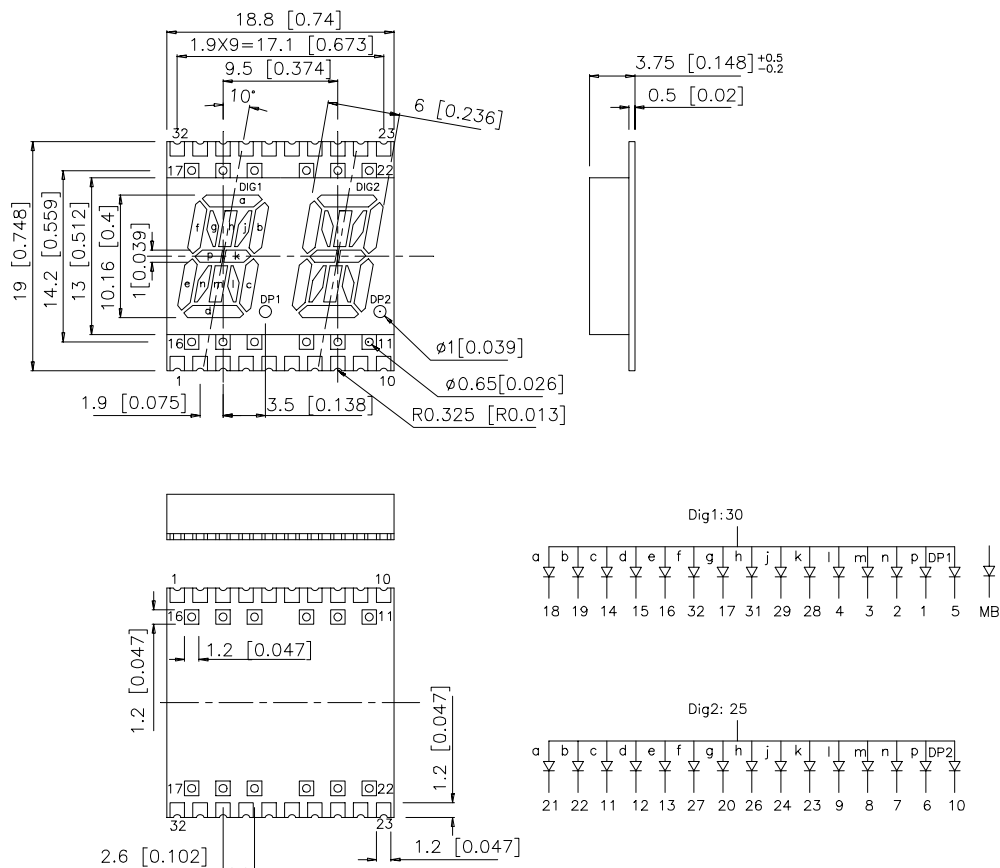 18.8 [0.74]
1.9X9=17.1 [0.673]
9.5 [0.374]
10°
6 [0.236]
32
23
17
22
DIG1
DIG2
a
f
g
h
j
b
p
k
e
n
m
l
c
d
DP1
DP2
16
11
1
10
19 [0.748]
14.2 [0.559]
13 [0.512]
10.16 [0.4]
1[0.039]
1.9 [0.075]
3.5 [0.138]
ø1[0.039]
ø0.65[0.026]
R0.325 [R0.013]
3.75 [0.148] +0.5 -0.2
0.5 [0.02]
1
10
16
11
1.2 [0.047]
1.2 [0.047]
17
22
32
23
1.2 [0.047]
2.6 [0.102]
1.2 [0.047]
Dig1:30
a b c d e f g h j k l m n p DP1
18 19 14 15 16 32 17 31 29 28 4 3 2 1 5 MB
Dig2: 25
a b c d e f g h j k l m n p DP2
21 22 11 12 13 27 20 26 24 23 9 8 7 6 10